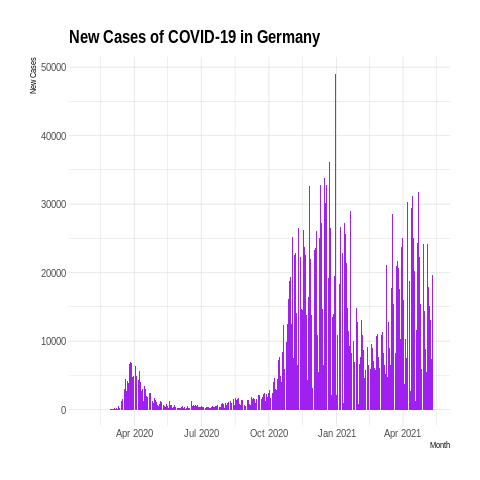 New Cases of COVID-19 in Germany
New Cases
50000
40000
30000
20000
10000
0
Apr 2020 Jul 2020 Oct 2020 Jan 2021 Apr 2021
Month